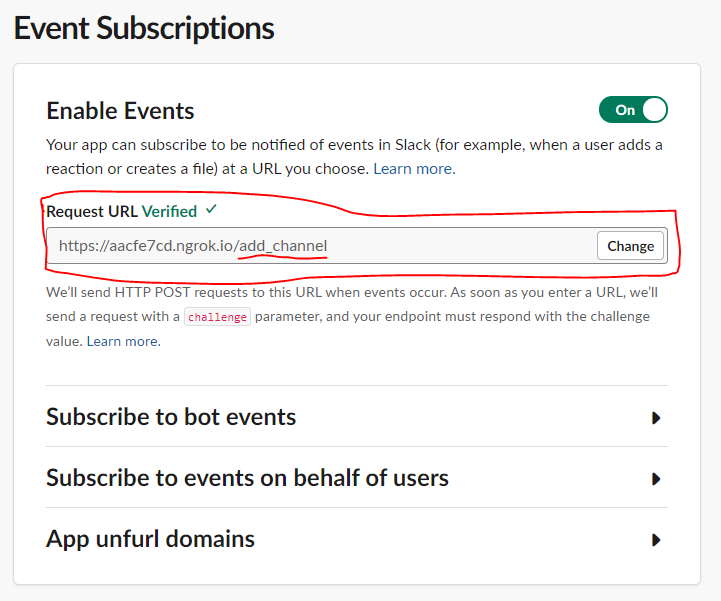 Event Subscriptions
Enable Events
On
Your app can subscribe to be notified of events in Slack (for example, when a user adds a
reaction or creates a file) at a URL you choose. Learn more.
Request URL Verified ✓
https://aacfe7cd.ngrok.io/add_channel
Change
We’ll send HTTP POST requests to this URL when events occur. As soon as you enter a URL, we’ll
send a request with a challenge parameter, and your endpoint must respond with the challenge
value. Learn more.
Subscribe to bot events
Subscribe to events on behalf of users
App unfurl domains